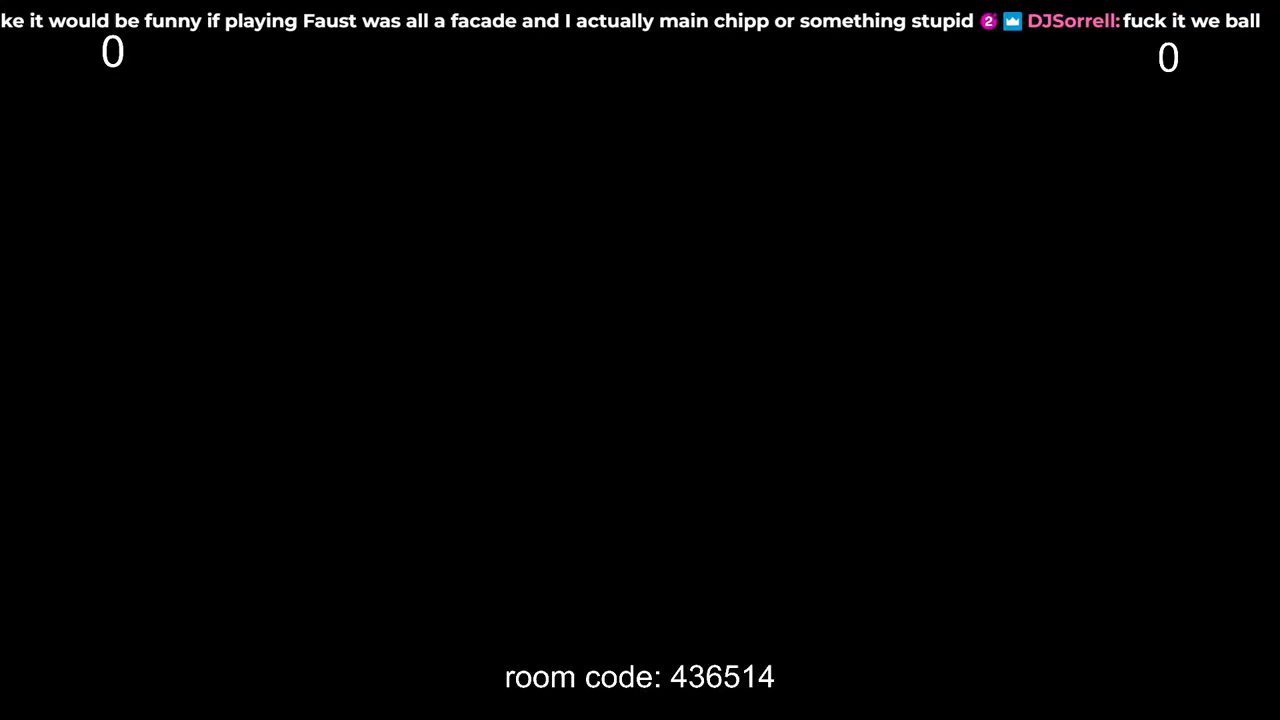 ke it would be funny if playing Faust was all a facade and I actually main chipp or something stupid 2 DJSorrell: fuck it we ball
0 0
room code: 436514